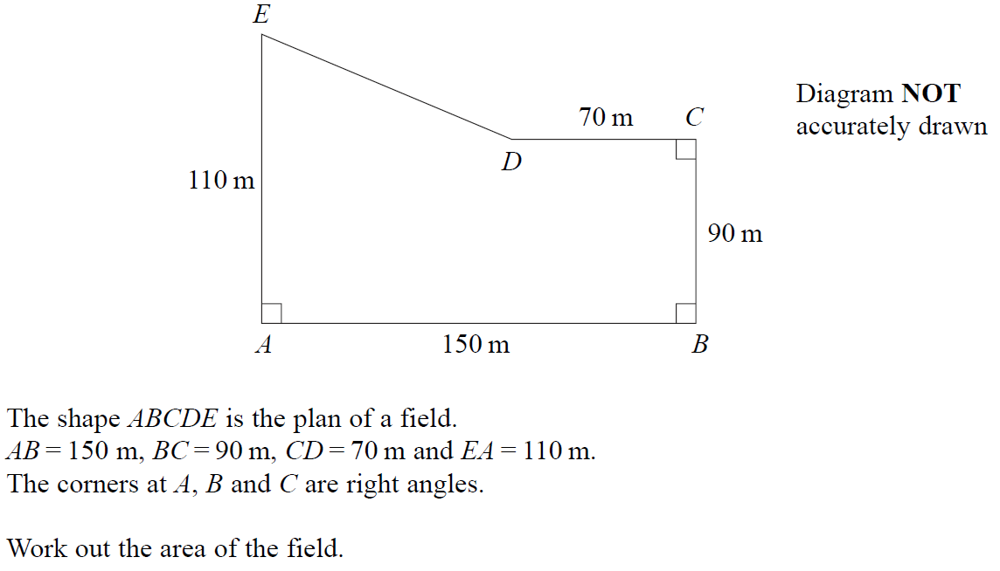 E
70 m
C
Diagram NOT
accurately drawn
D
110 m
90 m
A
150 m
B
The shape ABCDE is the plan of a field.
AB = 150 m, BC = 90 m, CD = 70 m and EA = 110 m.
The corners at A, B and C are right angles.
Work out the area of the field.